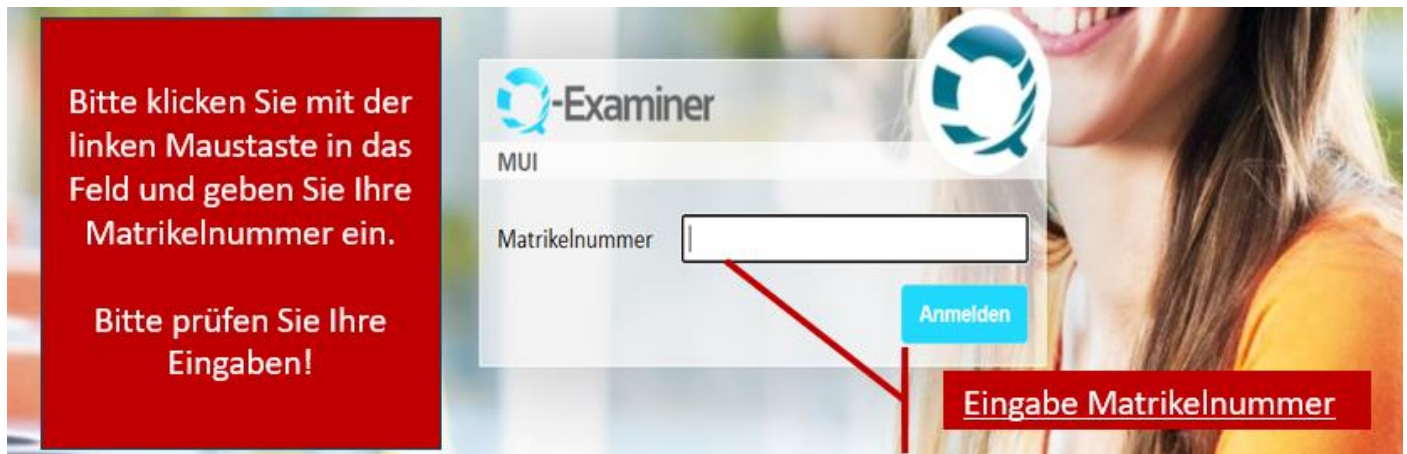 Bitte klicken Sie mit der
linken Maustaste in das
Feld und geben Sie Ihre
Matrikelnummer ein.
Bitte prüfen Sie Ihre
Eingaben!
Q-Examiner
MUI
Matrikelnummer
Anmelden
Eingabe Matrikelnummer